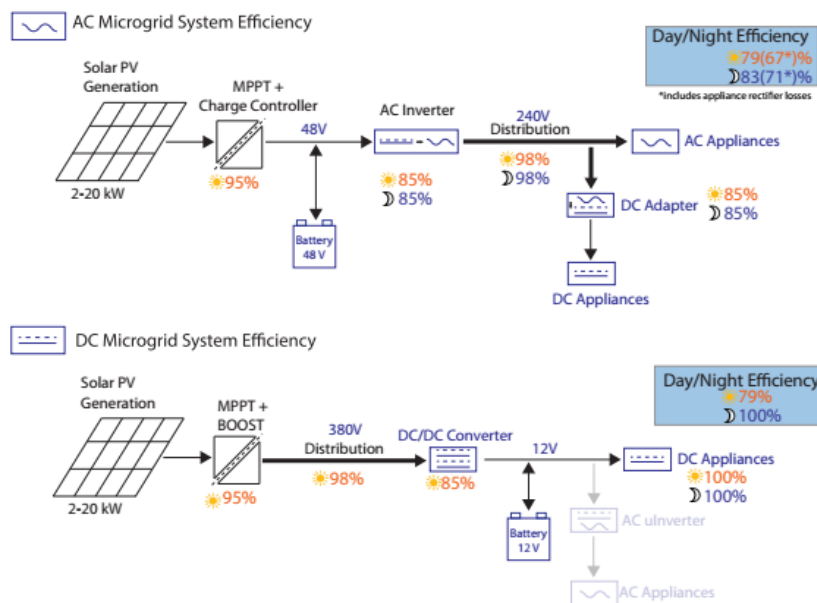 AC Microgrid System Efficiency
Day/Night Efficiency
79(67*)%
83(71*)%
*includes appliance rectifier losses
Solar PV
Generation
MPPT +
Charge Controller
48V
AC Inverter
240V
Distribution
AC Appliances
2-20 kW
95%
85%
85%
98%
98%
Battery
48 V
DC Adapter
85%
85%
DC Appliances
DC Microgrid System Efficiency
Day/Night Efficiency
79%
100%
Solar PV
Generation
MPPT +
BOOST
380V
Distribution
DC/DC Converter
12V
DC Appliances
100%
100%
2-20 kW
95%
98%
85%
Battery
12 V
AC uInverter
AC Appliances